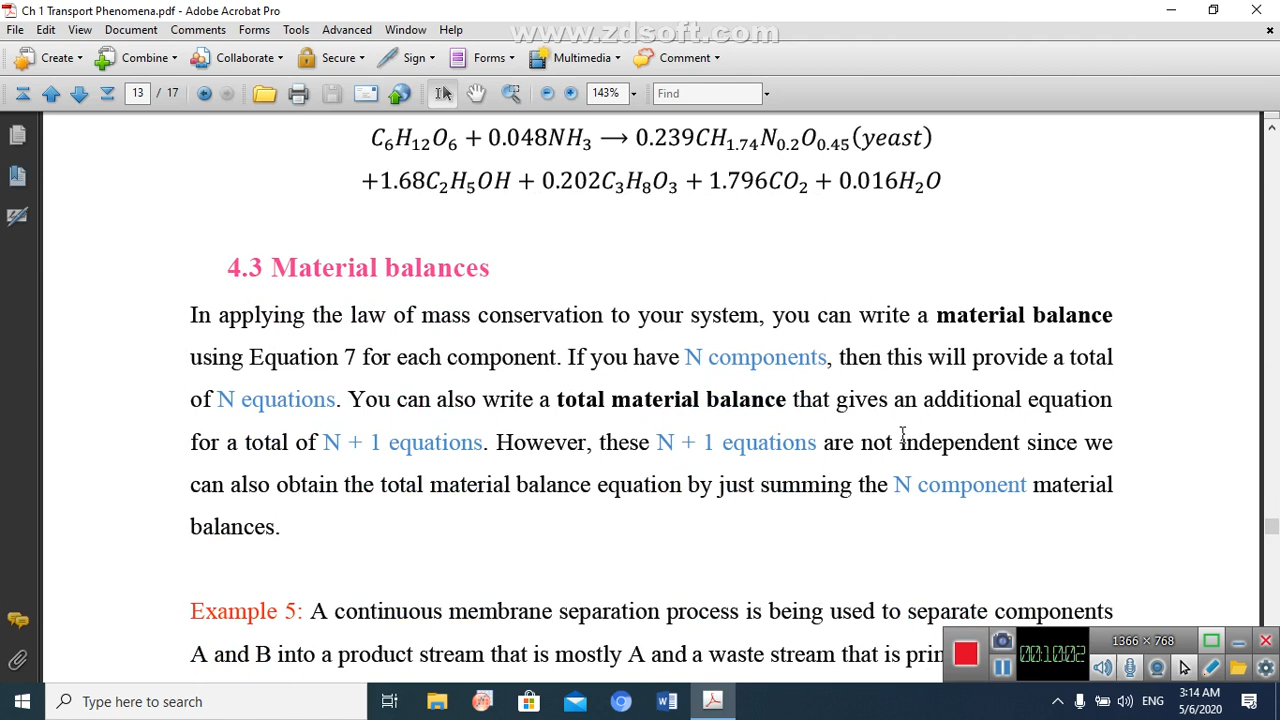 Ch 1 Transport Phenomena.pdf - Adobe Acrobat Pro
File Edit View Document Comments Forms Tools Advanced Window Help
www.zdsoft.com
Create Combine Collaborate Secure Sign Forms Multimedia Comment
13 / 17 143% Find
C₆H₁₂O₆ + 0.048NH₃ → 0.239CH₁.₇₄N₀.₂O₀.₄₅(yeast)
+1.68C₂H₅OH + 0.202C₃H₈O₃ + 1.796CO₂ + 0.016H₂O
4.3 Material balances
In applying the law of mass conservation to your system, you can write a material balance
using Equation 7 for each component. If you have N components, then this will provide a total
of N equations. You can also write a total material balance that gives an additional equation
for a total of N + 1 equations. However, these N + 1 equations are not independent since we
can also obtain the total material balance equation by just summing the N component material
balances.
Example 5: A continuous membrane separation process is being used to separate components
A and B into a product stream that is mostly A and a waste stream that is prin
1366 × 768
00:10:02
Type here to search
ENG
3:14 AM
5/6/2020